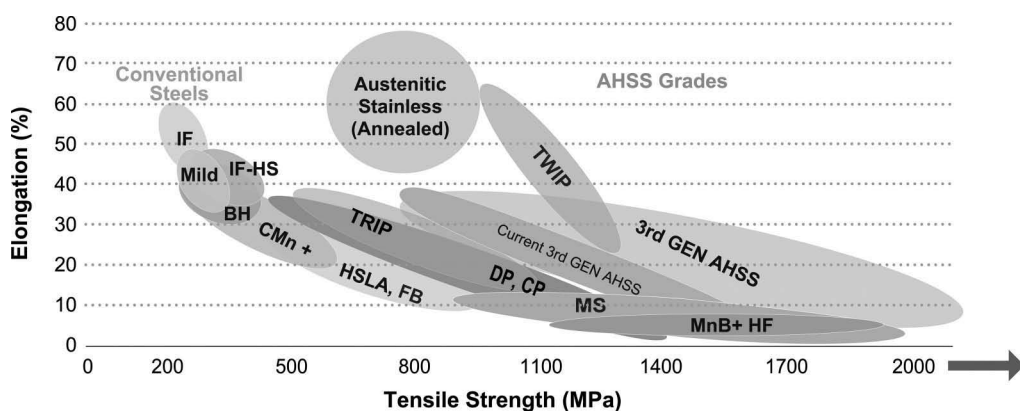 80
70
60
50
40
30
20
10
0
Elongation (%)
Conventional
Steels
AHSS Grades
Austenitic
Stainless
(Annealed)
IF
Mild
IF-HS
BH
CMn +
HSLA, FB
TRIP
DP, CP
TWIP
Current 3rd GEN AHSS
3rd GEN AHSS
MS
MnB+ HF
0 200 500 800 1100 1400 1700 2000
Tensile Strength (MPa)